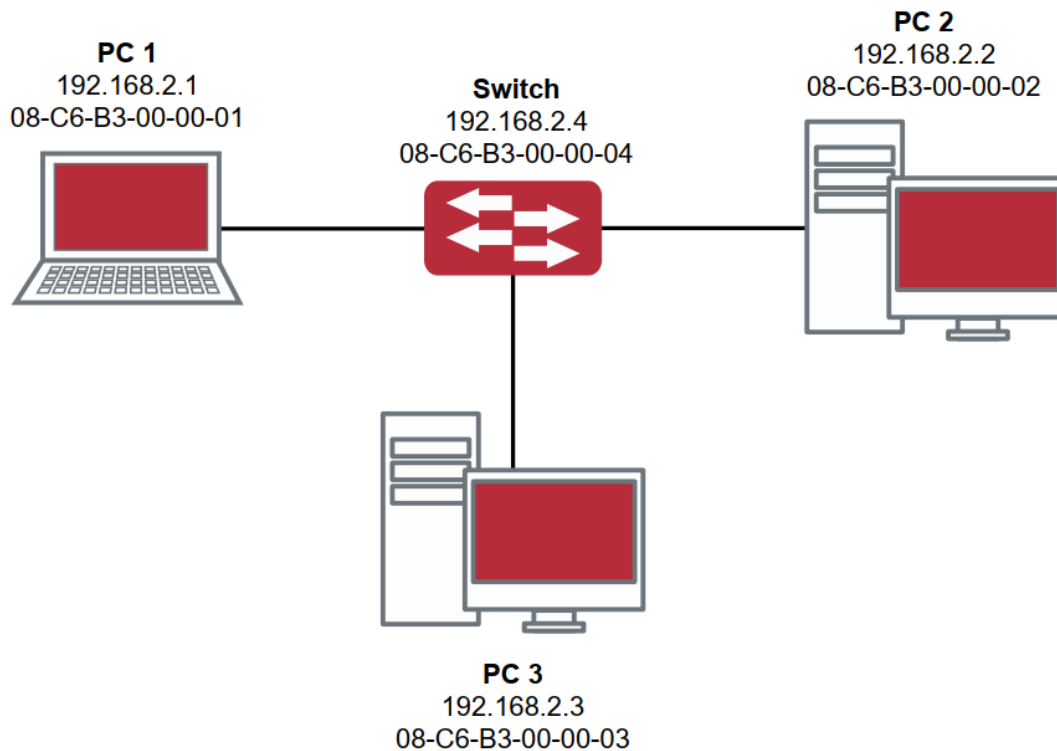 PC 1
192.168.2.1
08-C6-B3-00-00-01
Switch
192.168.2.4
08-C6-B3-00-00-04
PC 2
192.168.2.2
08-C6-B3-00-00-02
PC 3
192.168.2.3
08-C6-B3-00-00-03